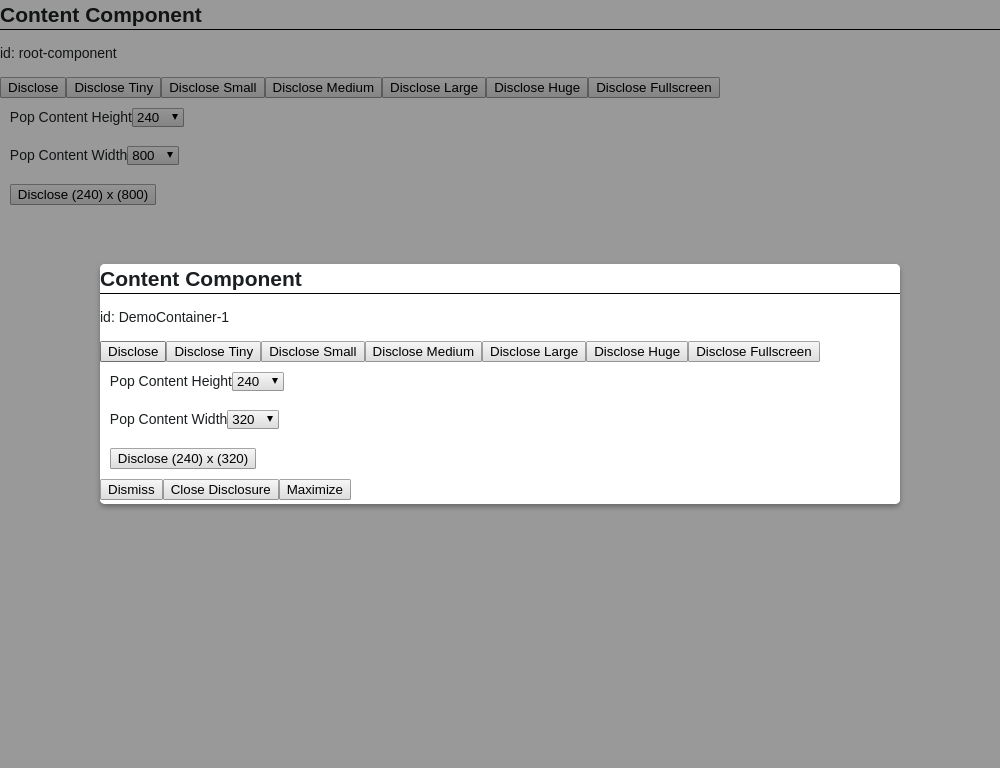 Content Component
id: root-component
Disclose Disclose Tiny Disclose Small Disclose Medium Disclose Large Disclose Huge Disclose Fullscreen
Pop Content Height 240
Pop Content Width 800
Disclose (240) x (800)
Content Component
id: DemoContainer-1
Disclose Disclose Tiny Disclose Small Disclose Medium Disclose Large Disclose Huge Disclose Fullscreen
Pop Content Height 240
Pop Content Width 320
Disclose (240) x (320)
Dismiss Close Disclosure Maximize